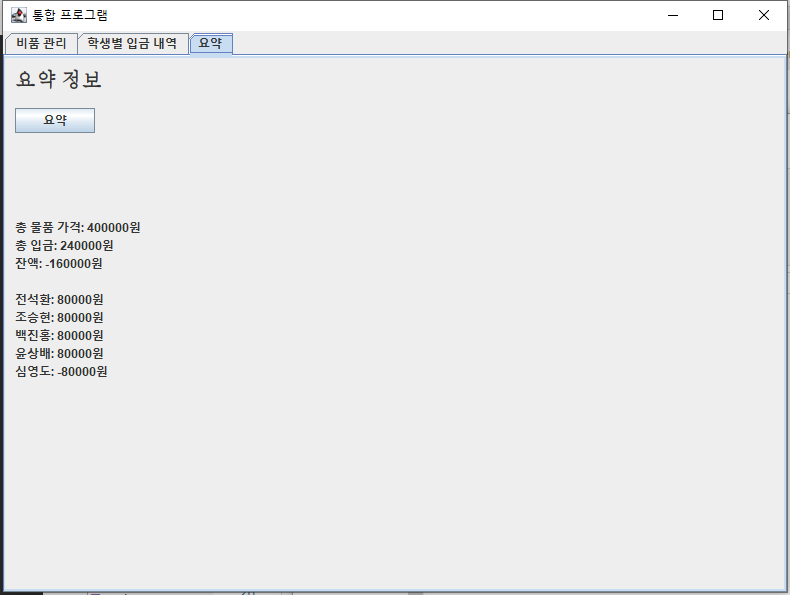 통합 프로그램
비품 관리 학생별 입금 내역 요약
요약 정보
요약
총 물품 가격: 400000원
총 입금: 240000원
잔액: -160000원
전석환: 80000원
조승현: 80000원
백진홍: 80000원
윤상배: 80000원
심영도: -80000원